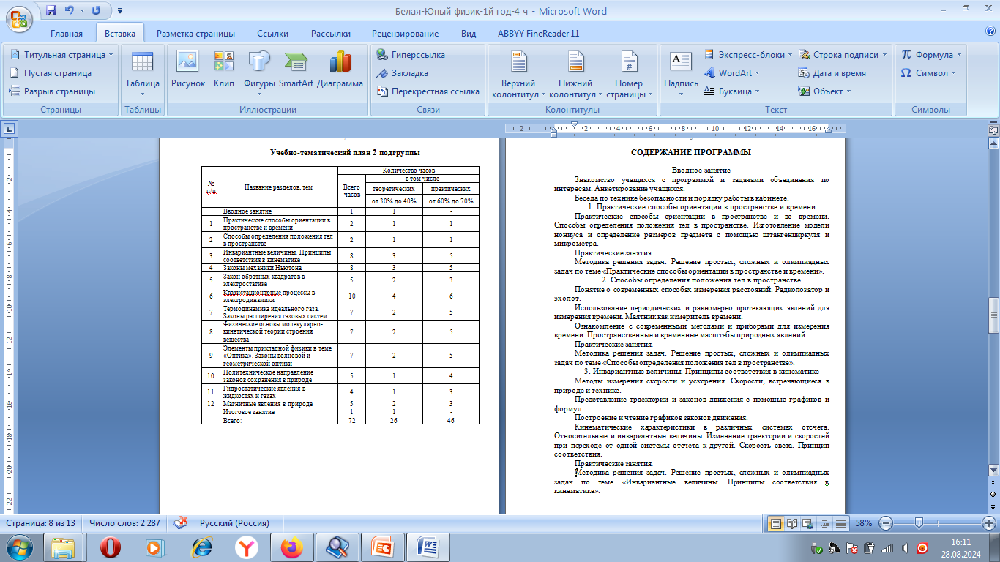 Белая-Юный физик-1й год-4 ч - Microsoft Word
Главная Вставка Разметка страницы Ссылки Рассылки Рецензирование Вид ABBYY FineReader 11
Титульная страница
Пустая страница
Разрыв страницы
Страницы
Таблица
Таблицы
Рисунок Клип Фигуры SmartArt Диаграмма
Иллюстрации
Гиперссылка
Закладка
Перекрестная ссылка
Связи
Верхний колонтитул
Нижний колонтитул
Номер страницы
Колонтитулы
Надпись
Экспресс-блоки
WordArt
Буквица
Строка подписи
Дата и время
Объект
Текст
π Формула
Ω Символ
Символы
Учебно-тематический план 2 подгруппы
№ п/п. Название разделов, тем Всего часов Количество часов
в том числе
теоретических практических
от 30% до 40% от 60% до 70%
Вводное занятие 1 1 -
1 Практические способы ориентации в
пространстве и времени 2 1 1
2 Способы определения положения тел
в пространстве 2 1 1
3 Инвариантные величины. Принципы
соответствия в кинематике 8 3 5
4 Законы механики Ньютона 8 3 5
5 Закон обратных квадратов в
электростатике 5 2 3
6 Квазистационарные процессы в
электродинамики 10 4 6
7 Термодинамика идеального газа.
Законы расширения газовых систем 7 2 5
8 Физические основы молекулярно-
кинетической теории строения
вещества 7 2 5
9 Элементы прикладной физики в теме
«Оптика». Законы волновой и
геометрической оптики 7 2 5
10 Политехническое направление
законов сохранения в природе 5 1 4
11 Гидростатические явления в
жидкостях и газах 4 1 3
12 Магнитные явления в природе 5 2 3
Итоговое занятие 1 1 -
Всего: 72 26 46
СОДЕРЖАНИЕ ПРОГРАММЫ
Вводное занятие
Знакомство учащихся с программой и задачами объединения по
интересам. Анкетирование учащихся.
Беседа по технике безопасности и порядку работы в кабинете.
1. Практические способы ориентации в пространстве и времени
Практические способы ориентации в пространстве и во времени.
Способы определения положения тел в пространстве. Изготовление модели
нониуса и определение размеров предмета с помощью штангенциркуля и
микрометра.
Практические занятия.
Методика решения задач. Решение простых, сложных и олимпиадных
задач по теме «Практические способы ориентации в пространстве и времени».
2. Способы определения положения тел в пространстве
Понятие о современных способах измерения расстояний. Радиолокатор и
эхолот.
Использование периодических и равномерно протекающих явлений для
измерения времени. Маятник как измеритель времени.
Ознакомление с современными методами и приборами для измерения
времени. Пространственные и временные масштабы природных явлений.
Практические занятия.
Методика решения задач. Решение простых, сложных и олимпиадных
задач по теме «Способы определения положения тел в пространстве».
3. Инвариантные величины. Принципы соответствия в кинематике
Методы измерения скорости и ускорения. Скорости, встречающиеся в
природе и технике.
Представление траектории и законов движения с помощью графиков и
формул.
Построение и чтение графиков законов движения.
Кинематические характеристики в различных системах отсчета.
Относительные и инвариантные величины. Изменение траектории и скоростей
при переходе от одной системы отсчета к другой. Скорость света. Принцип
соответствия.
Практические занятия.
Методика решения задач. Решение простых, сложных и олимпиадных
задач по теме «Инвариантные величины. Принципы соответствия в
кинематике».
Страница: 8 из 13 Число слов: 2 287 Русский (Россия) 58%
16:11
28.08.2024